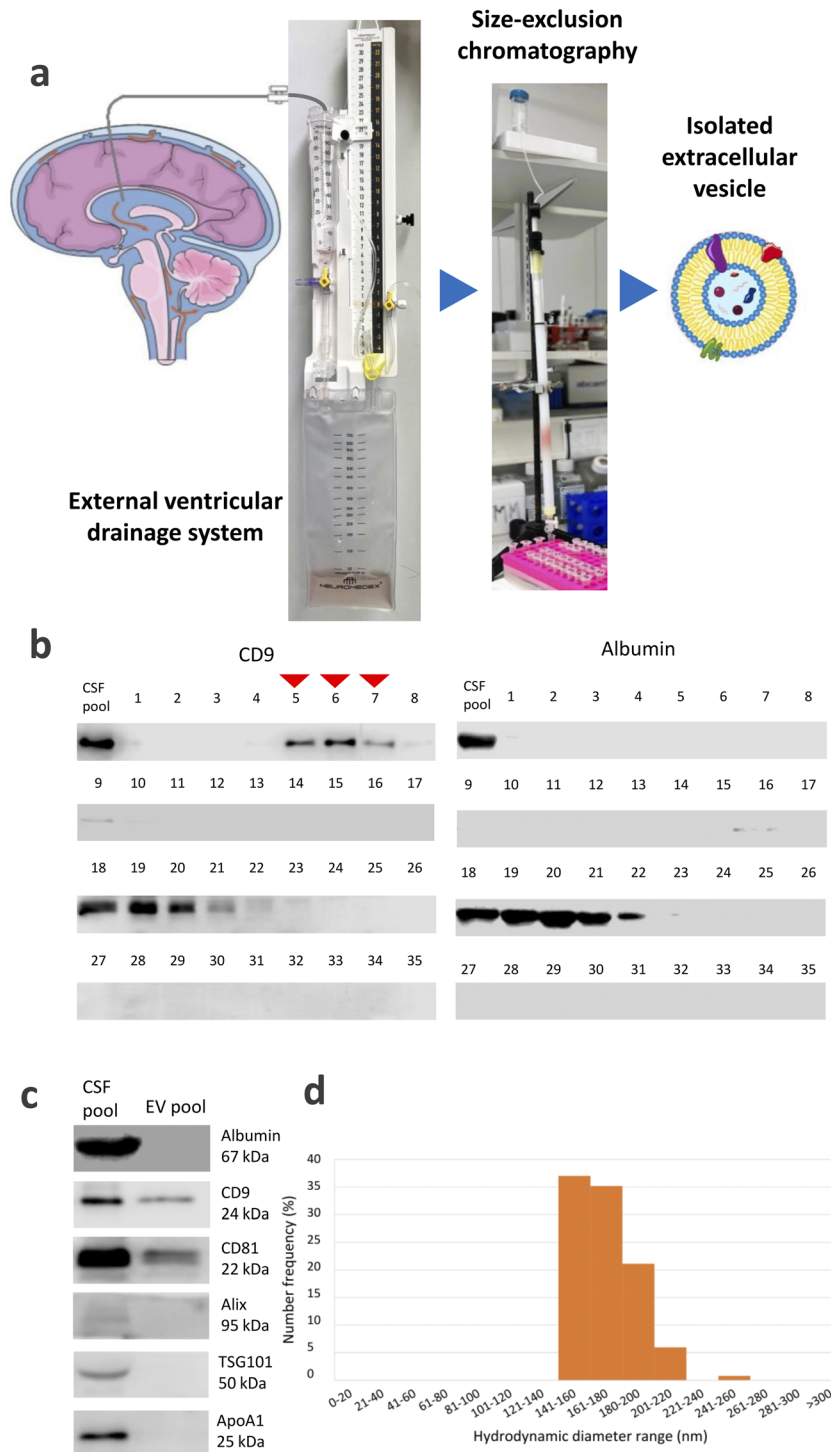 Size-exclusion
chromatography
a
Isolated
extracellular
vesicle
External ventricular
drainage system
NEUROMEDEX
abcam
b
CD9
CSF
pool
1 2 3 4 5 6 7 8
9 10 11 12 13 14 15 16 17
18 19 20 21 22 23 24 25 26
27 28 29 30 31 32 33 34 35
Albumin
CSF
pool
1 2 3 4 5 6 7 8
9 10 11 12 13 14 15 16 17
18 19 20 21 22 23 24 25 26
27 28 29 30 31 32 33 34 35
c
CSF
pool
EV pool
Albumin
67 kDa
CD9
24 kDa
CD81
22 kDa
Alix
95 kDa
TSG101
50 kDa
ApoA1
25 kDa
d
Number frequency (%)
40
35
30
25
20
15
10
5
0
0-20 21-40 41-60 61-80 81-100 101-120 121-140 141-160 161-180 180-200 201-220 221-240 241-260 261-280 281-300 >300
Hydrodynamic diameter range (nm)